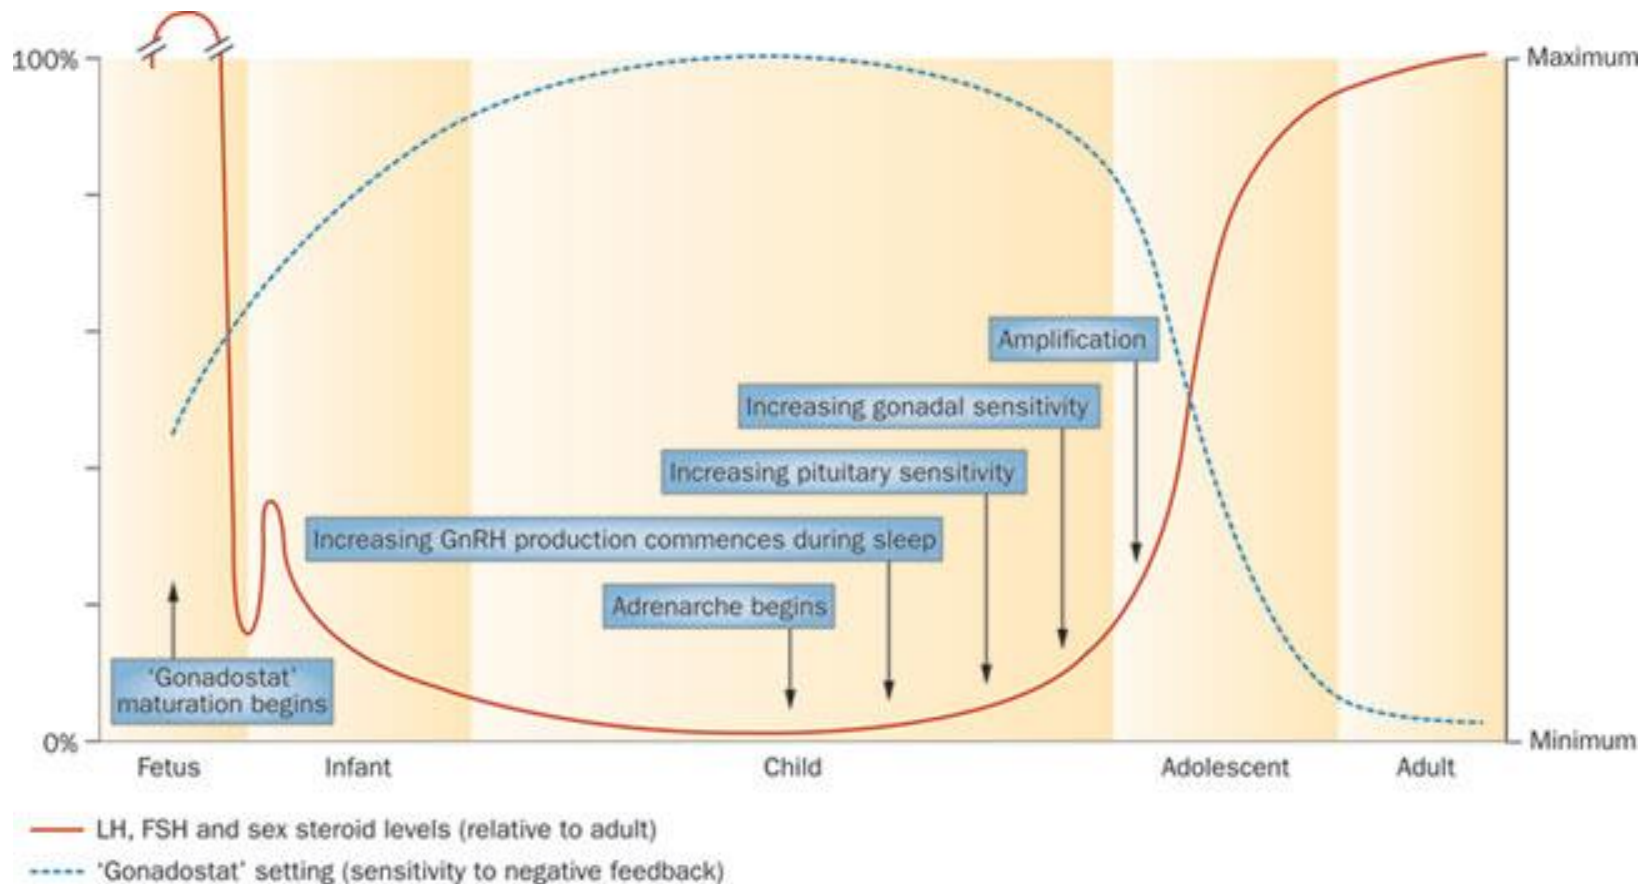 100%
Maximum
Amplification
Increasing gonadal sensitivity
Increasing pituitary sensitivity
Increasing GnRH production commences during sleep
Adrenarche begins
‘Gonadostat’
maturation begins
0%
Minimum
Fetus
Infant
Child
Adolescent
Adult
LH, FSH and sex steroid levels (relative to adult)
‘Gonadostat’ setting (sensitivity to negative feedback)